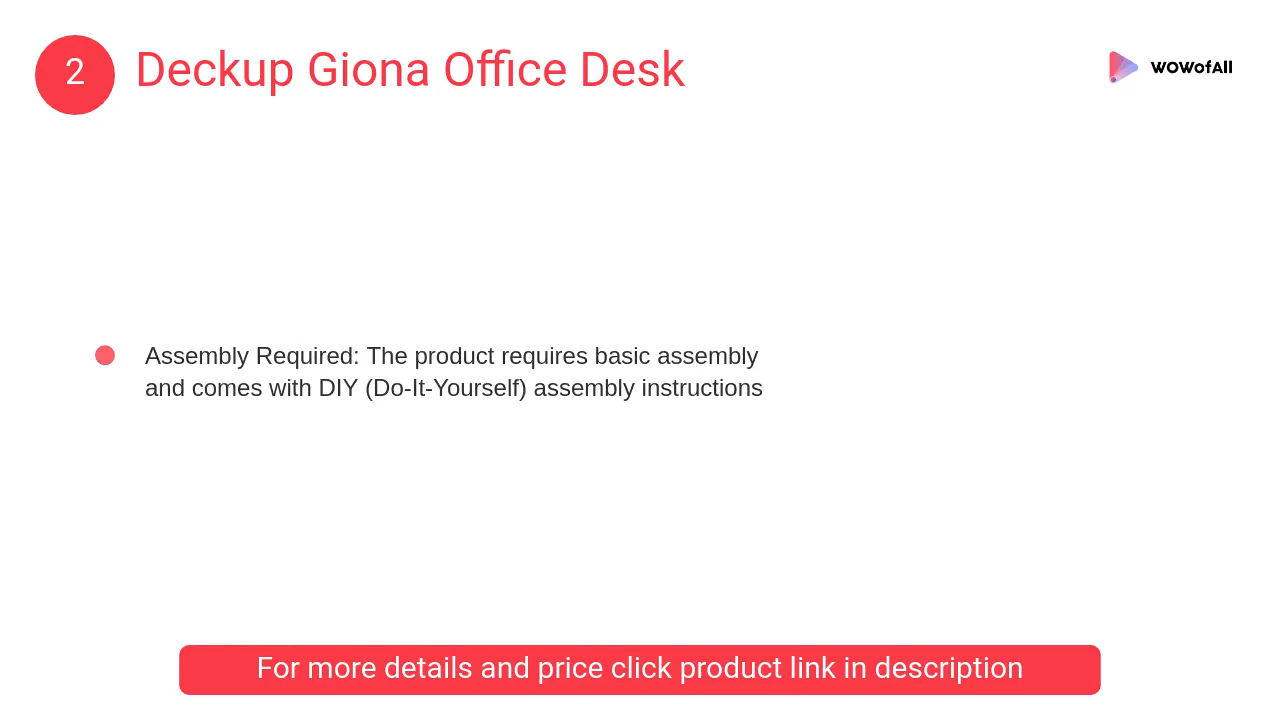 2
Deckup Giona Office Desk
WOWofAll
Assembly Required: The product requires basic assembly
and comes with DIY (Do-It-Yourself) assembly instructions
For more details and price click product link in description